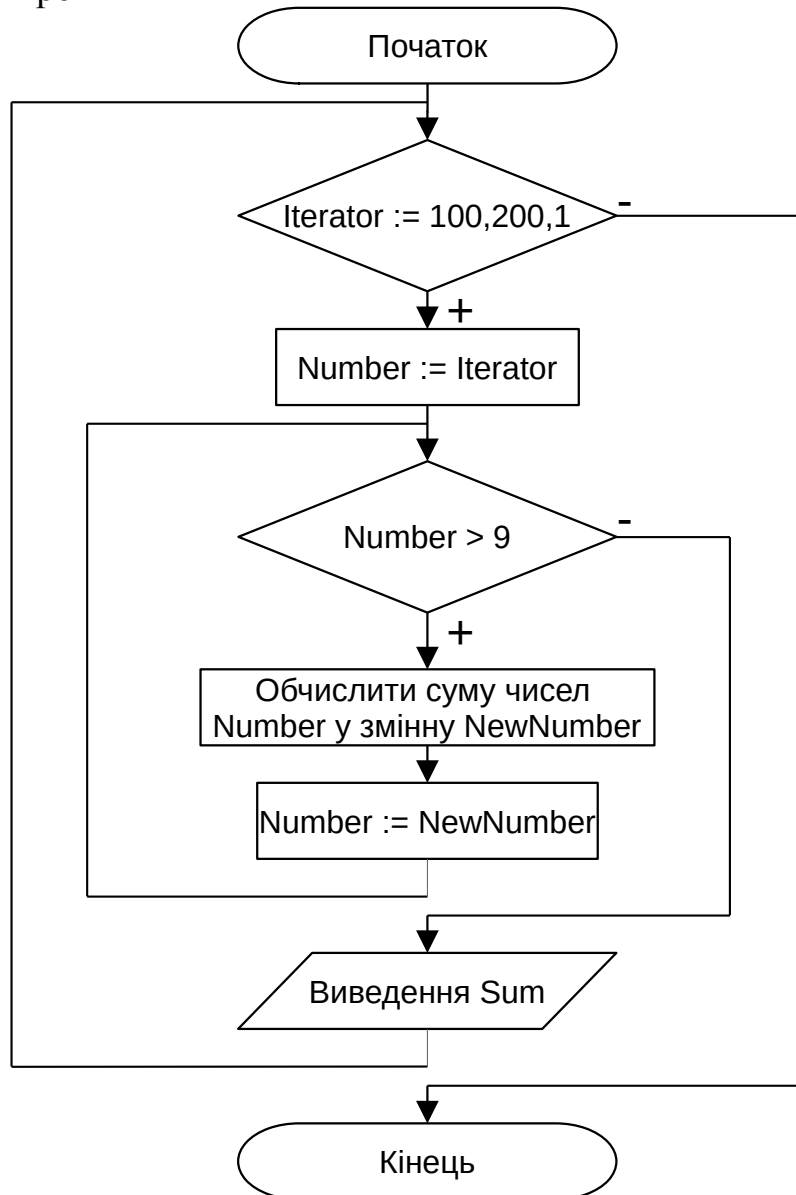 Початок
Iterator := 100,200,1
-
+
Number := Iterator
Number > 9
-
+
Обчислити суму чисел
Number у змінну NewNumber
Number := NewNumber
Виведення Sum
Кінець